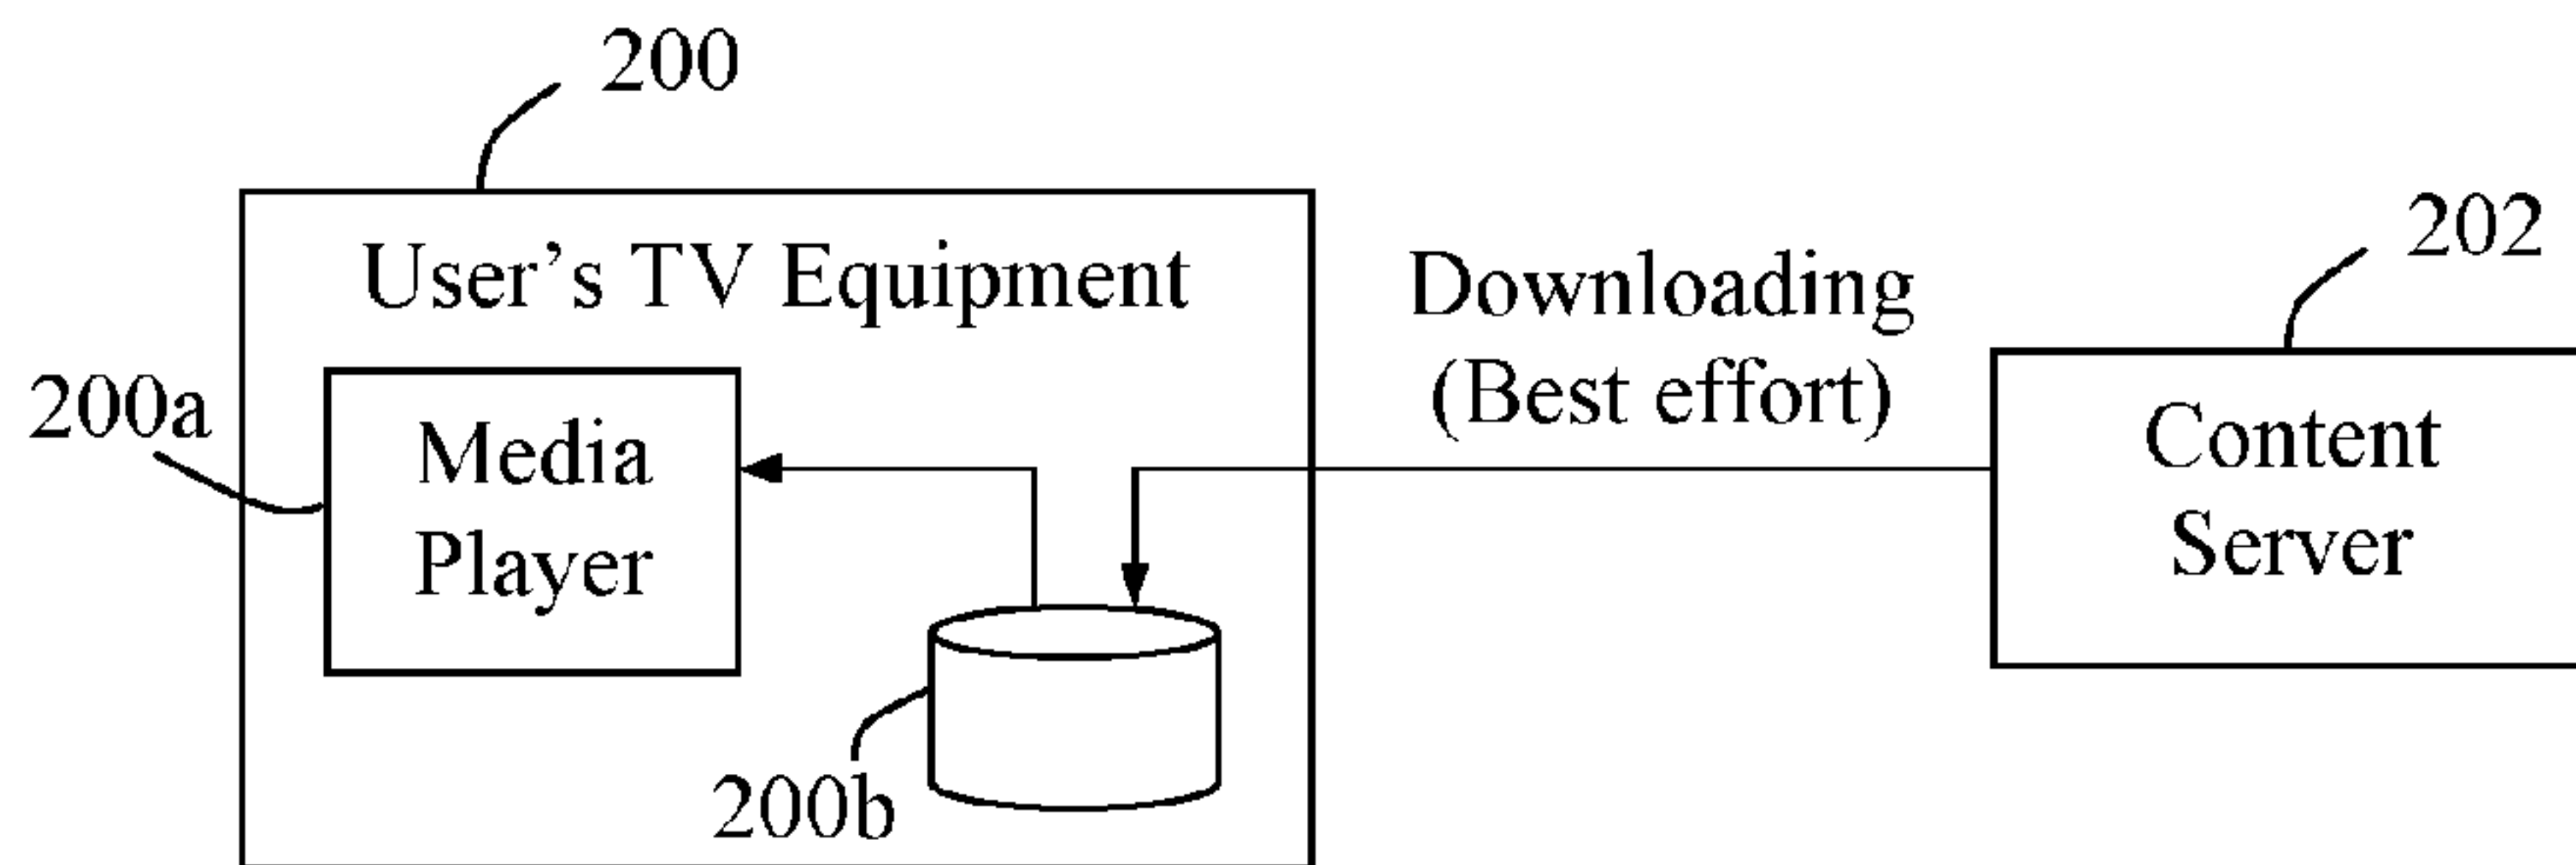 200
202
User's TV Equipment
Downloading
(Best effort)
200a
Media
Player
Content
Server
200b